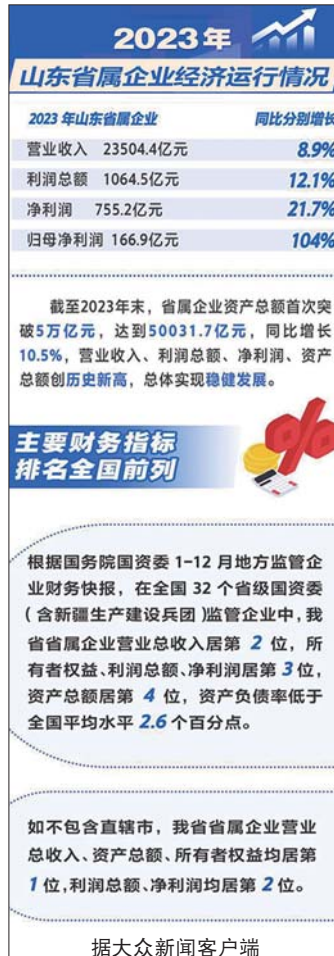 2023年
山东省属企业经济运行情况
2023年山东省属企业 同比分别增长
营业收入 23504.4亿元 8.9%
利润总额 1064.5亿元 12.1%
净利润 755.2亿元 21.7%
归母净利润 166.9亿元 104%
截至2023年末，省属企业资产总额首次突
破5万亿元，达到50031.7亿元，同比增长
10.5%，营业收入、利润总额、净利润、资产
总额创历史新高，总体实现稳健发展。
主要财务指标
排名全国前列
根据国务院国资委 1-12 月地方监管企
业财务快报，在全国 32 个省级国资委
（含新疆生产建设兵团）监管企业中，我
省省属企业营业总收入居第 2 位，所
有者权益、利润总额、净利润居第 3 位，
资产总额居第 4 位，资产负债率低于
全国平均水平 2.6 个百分点。
如不包含直辖市，我省省属企业营业
总收入、资产总额、所有者权益均居第
1 位，利润总额、净利润均居第 2 位。
据大众新闻客户端